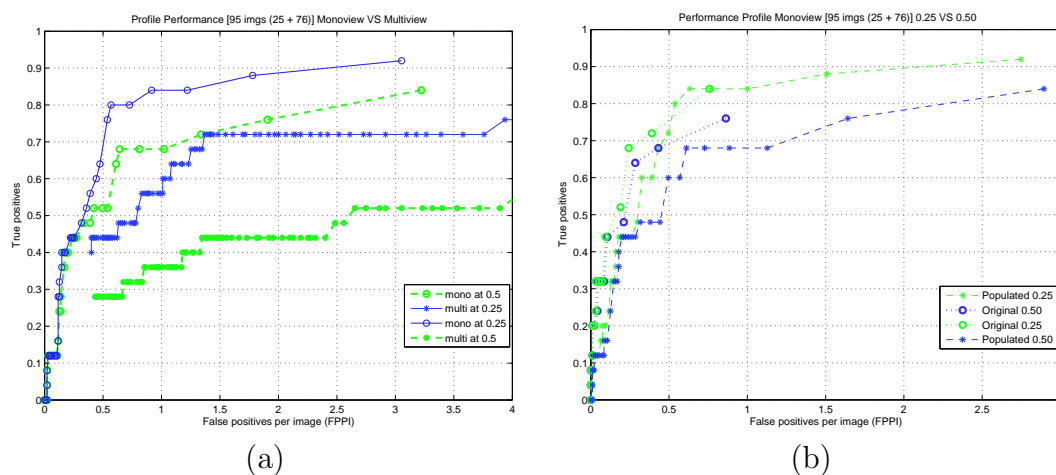 Profile Performance [95 imgs (25 + 76)] Monoview VS Multiview
1
0.9
0.8
0.7
0.6
0.5
0.4
0.3
0.2
0.1
0
True positives
0 0.5 1 1.5 2 2.5 3 3.5 4
False positives per image (FPPI)
mono at 0.5
multi at 0.25
mono at 0.25
multi at 0.5
(a)
Performance Profile Monoview [95 imgs (25 + 76)] 0.25 VS 0.50
1
0.9
0.8
0.7
0.6
0.5
0.4
0.3
0.2
0.1
0
True positives
0 0.5 1 1.5 2 2.5
False positives per image (FPPI)
Populated 0.25
Original 0.50
Original 0.25
Populated 0.50
(b)